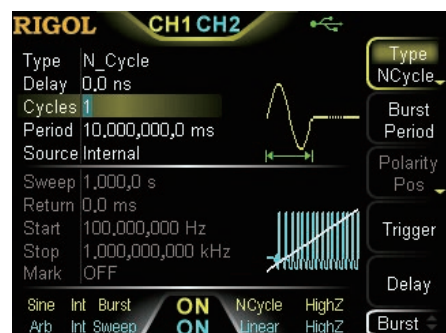 RIGOL CH1 CH2
Type N_Cycle
Delay 0.0 ns
Cycles 1
Period 10.000,000,0 ms
Source Internal
Sweep 1.000,0 s
Return 0.0 ms
Start 100.000,000 Hz
Stop 1.000,000,000 kHz
Mark OFF
Sine Int Burst ON NCycle HighZ
Arb Int Sweep ON Linear HighZ
Type
NCycle
Burst
Period
Polarity
Pos
Trigger
Delay
Burst